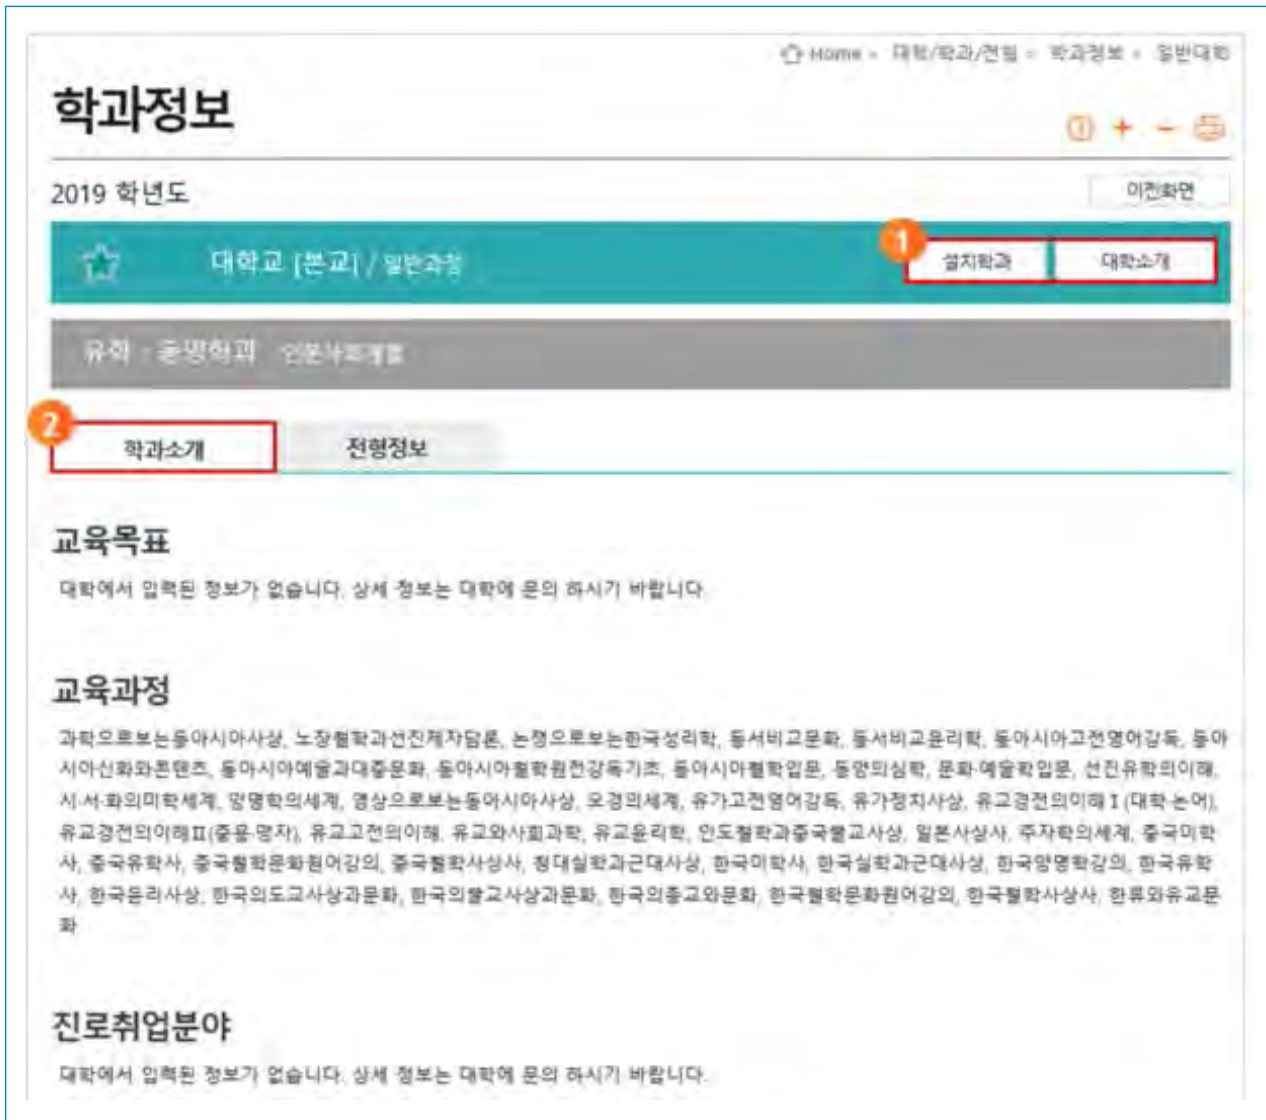 Home > 대학/학과/전형 > 학과정보 > 일반대학
학과정보
2019 학년도
이전화면
대학교 [본교] / 일반과정
1
설치학과
대학소개
유학·동양학과 인문사회계열
2
학과소개
전형정보
교육목표
대학에서 입력된 정보가 없습니다. 상세 정보는 대학에 문의 하시기 바랍니다.
교육과정
과학으로보는동아시아사상, 노장철학과선진제자담론, 논쟁으로보는한국성리학, 동서비교문화, 동서비교윤리학, 동아시아고전영어강독, 동아
시아신화와콘텐츠, 동아시아예술과대중문화, 동아시아철학원전강독기초, 동아시아철학입문, 동양의심학, 문화·예술학입문, 선진유학의이해,
시·서·화의미학세계, 양명학의세계, 영상으로보는동아시아사상, 오경의세계, 유가고전영어강독, 유가정치사상, 유교경전의이해Ⅰ(대학·논어),
유교경전의이해Ⅱ(중용·맹자), 유교고전의이해, 유교와사회과학, 유교윤리학, 인도철학과중국불교사상, 일본사상사, 주자학의세계, 중국미학
사, 중국유학사, 중국철학문화원어강의, 중국철학사상사, 청대실학과근대사상, 한국미학사, 한국실학과근대사상, 한국양명학강의, 한국유학
사, 한국윤리사상, 한국의도교사상과문화, 한국의불교사상과문화, 한국의종교와문화, 한국철학문화원어강의, 한국철학사상사, 한류와유교문
화
진로취업분야
대학에서 입력된 정보가 없습니다. 상세 정보는 대학에 문의 하시기 바랍니다.